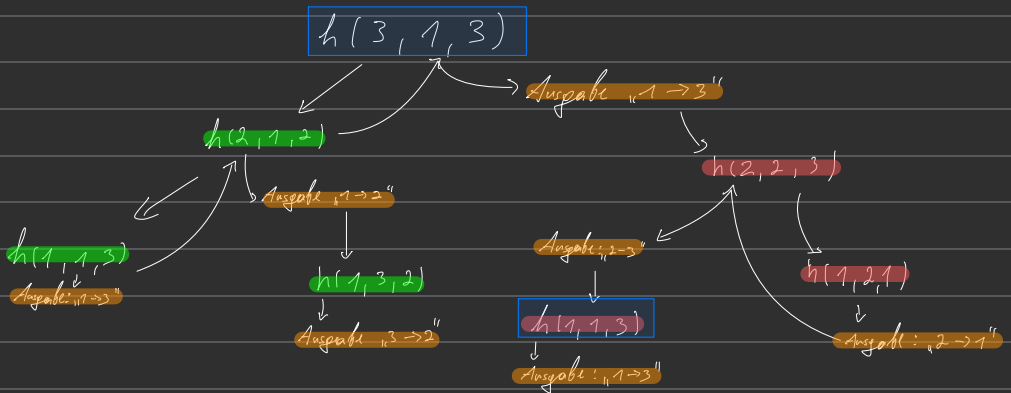 h(3,1,3)
Ausgabe „1→3"
h(2,1,2)
h(2,2,3)
Ausgabe „1→2"
h(1,1,3)
Ausgabe: „1→3"
Ausgabe: „2-3"
h(1,3,2)
h(1,2,1)
Ausgabe „3→2"
h(1,1,3)
Ausgabe: „2→1"
Ausgabe: „1→3"